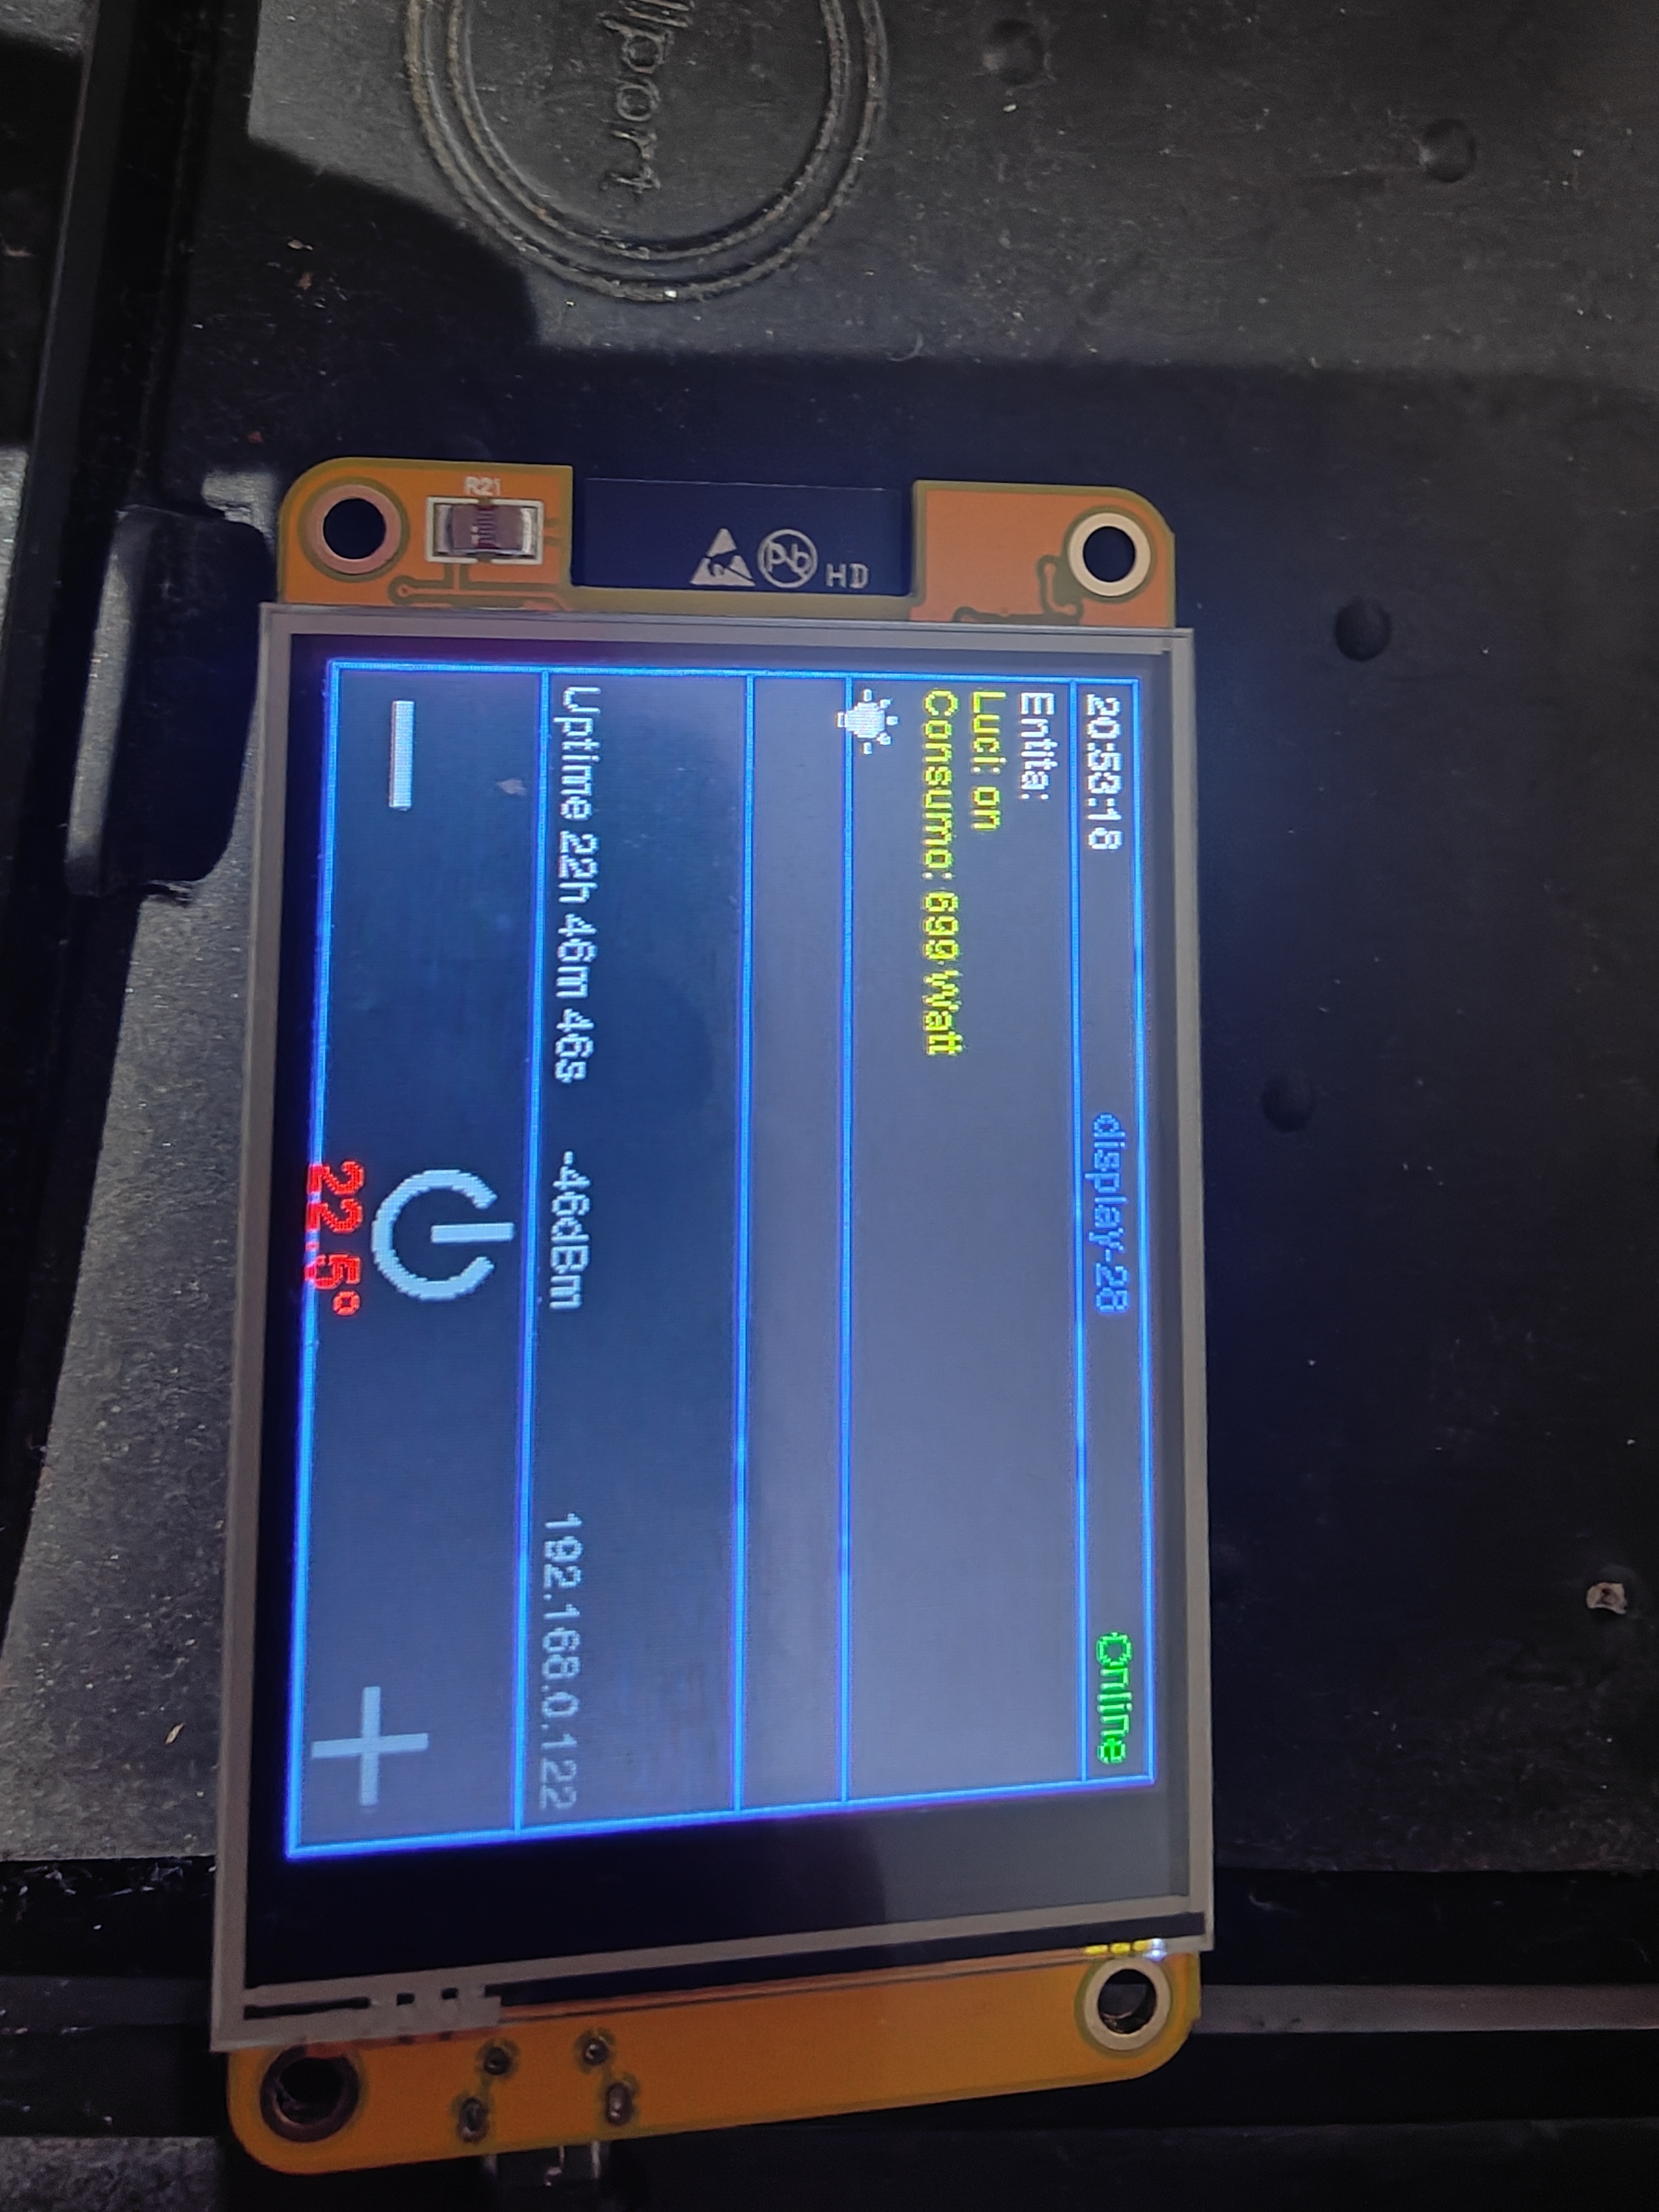 20:53:18 display-28 Online
Entita:
Luci: on
Consumo: 699 Watt
Uptime 22h 46m 46s -46dBm 192.168.0.122
22.5°
HD
Pb
R21
llport